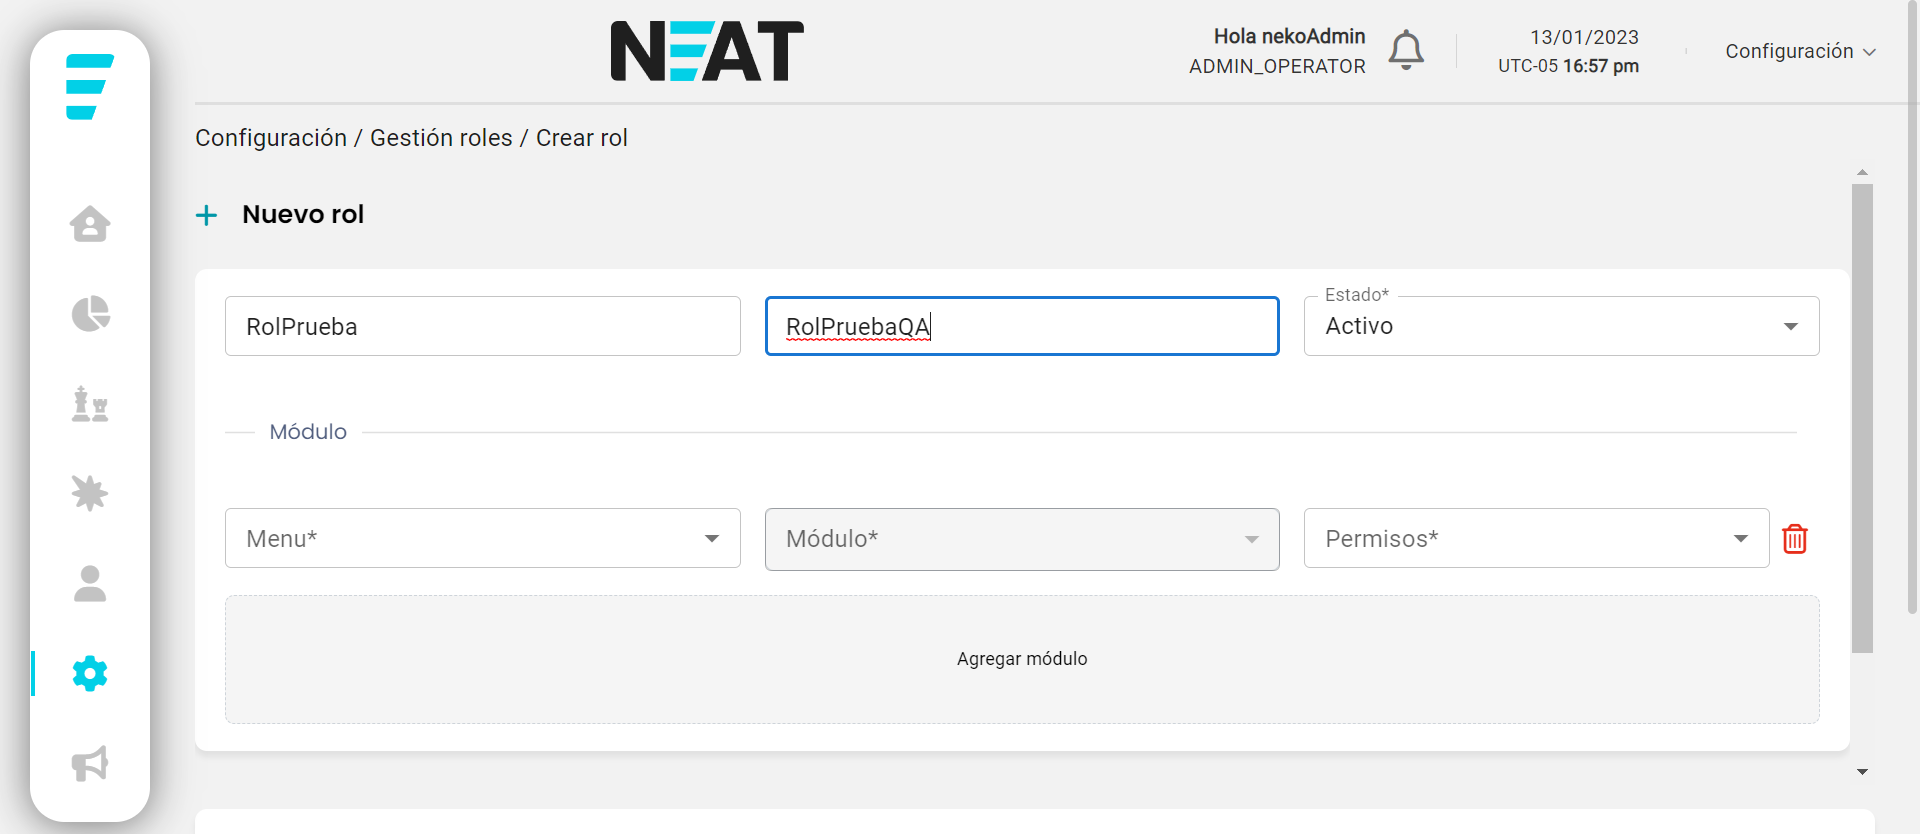 NEAT
Hola nekoAdmin
ADMIN_OPERATOR
13/01/2023
UTC-05 16:57 pm
Configuración
Configuración / Gestión roles / Crear rol
+ Nuevo rol
RolPrueba
RolPruebaQA
Estado*
Activo
Módulo
Menu*
Módulo*
Permisos*
Agregar módulo